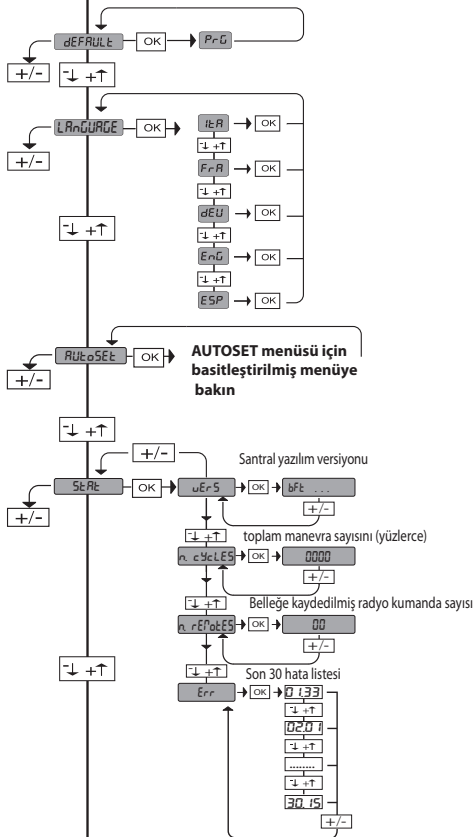 dEFAULt OK PrG
+/- -↓ +↑
LAnGUAGE OK ItA OK
+/- -↓ +↑
FrA OK
-↓ +↑
dEU OK
-↓ +↑
-↓ +↑
EnG OK
-↓ +↑
ESP OK
AUtoSEt OK AUTOSET menüsü için
basitleştirilmiş menüye
bakın
+/-
-↓ +↑
+/-
Santral yazılım versiyonu
StAt OK uErS OK bFt ...
+/- +/-
-↓ +↑
toplam manevra sayısını (yüzlerce)
n. cYcLES OK 0000
+/-
-↓ +↑
Belleğe kaydedilmiş radyo kumanda sayısı
n. rEMotES OK 00
+/-
-↓ +↑
-↓ +↑
Son 30 hata listesi
Err OK 01.33
-↓ +↑
02.01
-↓ +↑
........
-↓ +↑
30.15
+/-